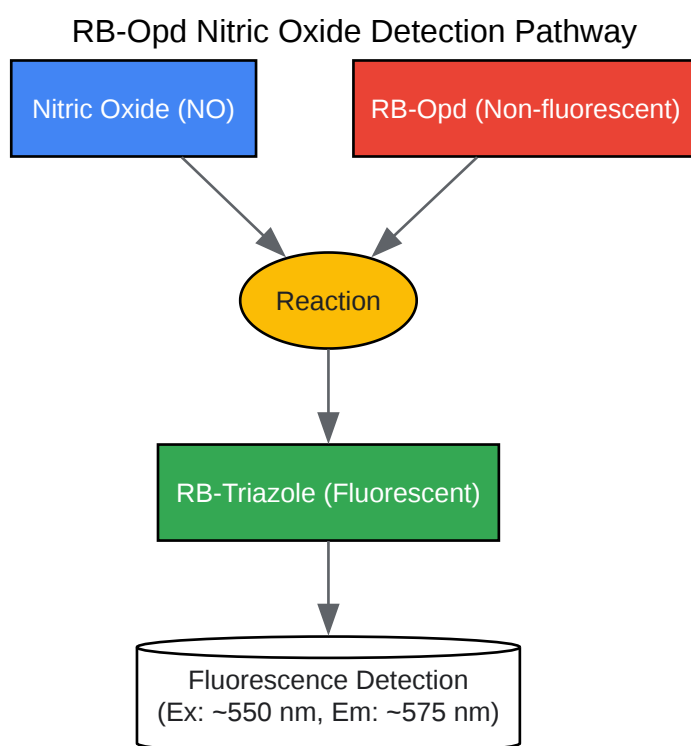 RB-Opd Nitric Oxide Detection Pathway
Nitric Oxide (NO)
RB-Opd (Non-fluorescent)
Reaction
RB-Triazole (Fluorescent)
Fluorescence Detection
(Ex: ~550 nm, Em: ~575 nm)